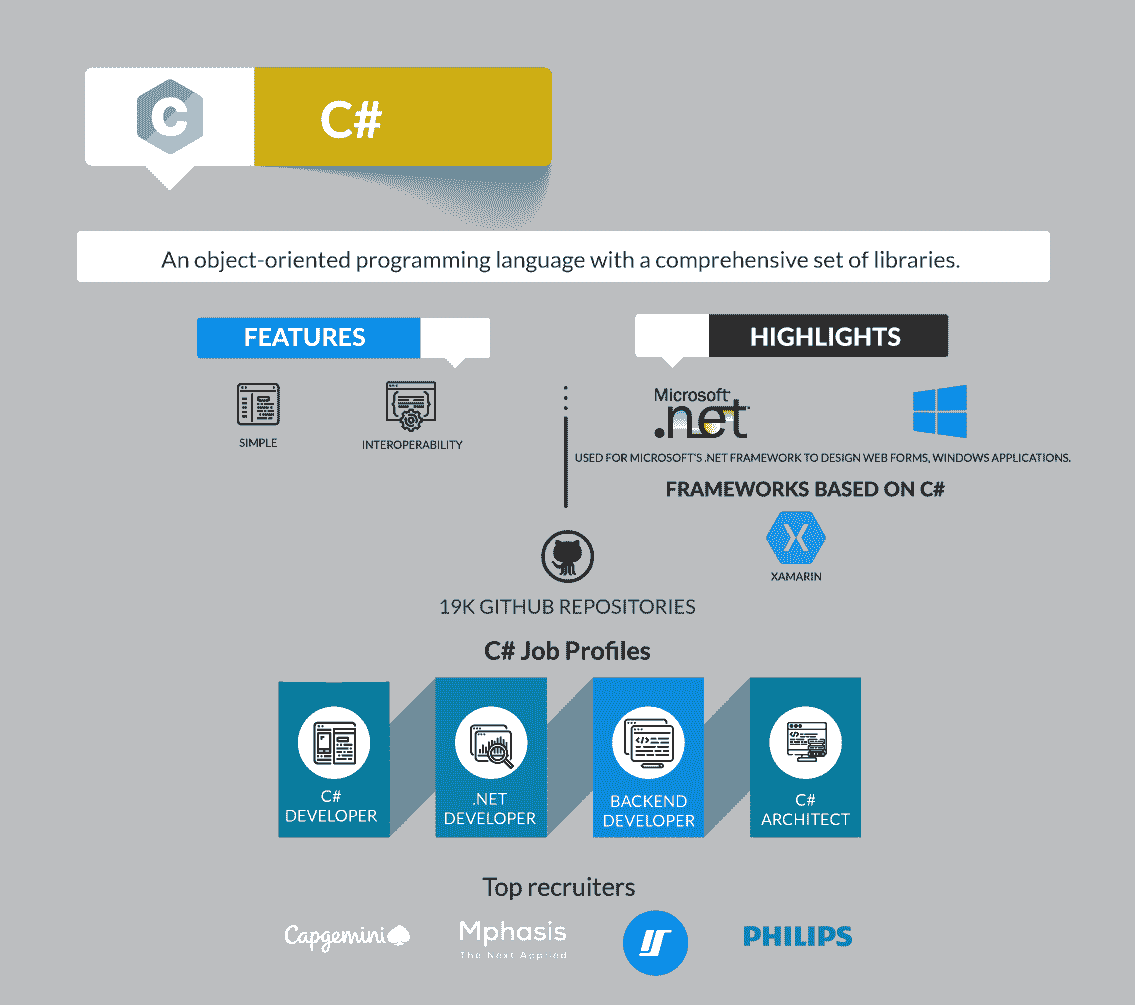 C
C#
An object-oriented programming language with a comprehensive set of libraries.
FEATURES
SIMPLE
INTEROPERABILITY
HIGHLIGHTS
Microsoft
.net
USED FOR MICROSOFT'S .NET FRAMEWORK TO DESIGN WEB FORMS, WINDOWS APPLICATIONS.
FRAMEWORKS BASED ON C#
X
XAMARIN
19K GITHUB REPOSITORIES
C# Job Profiles
C#
DEVELOPER
.NET
DEVELOPER
BACKEND
DEVELOPER
C#
ARCHITECT
Top recruiters
Capgemini
Mphasis
The Next Applied
PHILIPS